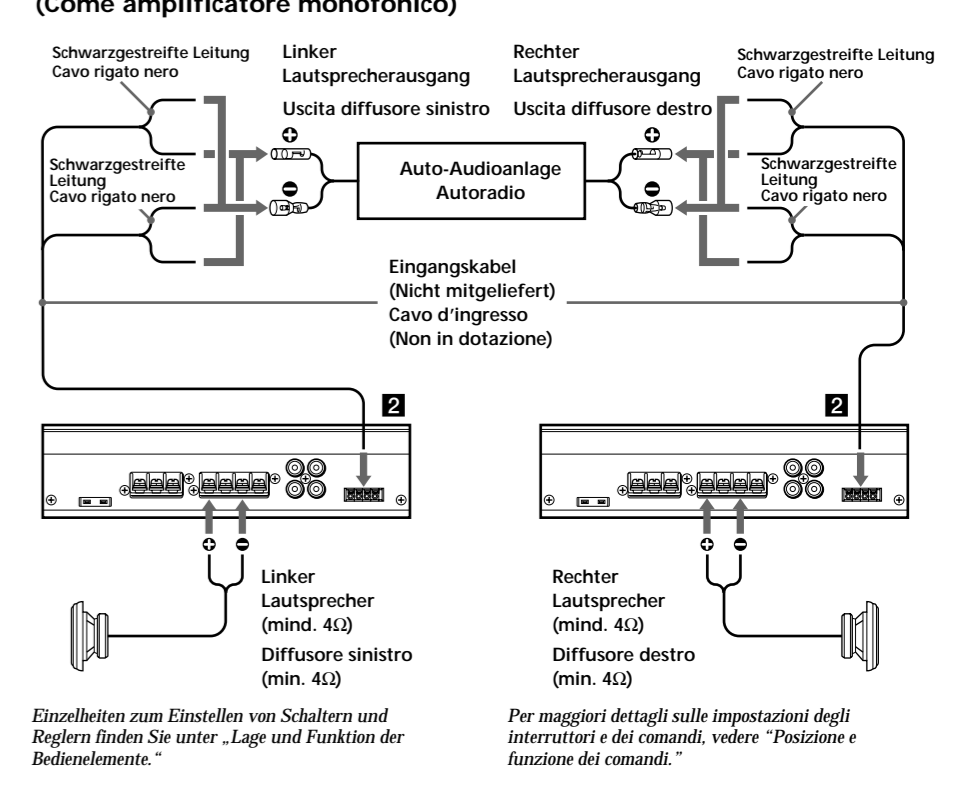 (Come amplificatore monofonico)
Schwarzgestreifte Leitung
Cavo rigato nero
Linker
Lautsprecherausgang
Uscita diffusore sinistro
Rechter
Lautsprecherausgang
Uscita diffusore destro
Schwarzgestreifte Leitung
Cavo rigato nero
Schwarzgestreifte
Leitung
Cavo rigato nero
Auto-Audioanlage
Autoradio
Schwarzgestreifte
Leitung
Cavo rigato nero
Eingangskabel
(Nicht mitgeliefert)
Cavo d’ingresso
(Non in dotazione)
2
2
Linker
Lautsprecher
(mind. 4Ω)
Diffusore sinistro
(min. 4Ω)
Rechter
Lautsprecher
(mind. 4Ω)
Diffusore destro
(min. 4Ω)
Einzelheiten zum Einstellen von Schaltern und
Reglern finden Sie unter „Lage und Funktion der
Bedienelemente.“
Per maggiori dettagli sulle impostazioni degli
interruttori e dei comandi, vedere “Posizione e
funzione dei comandi.”